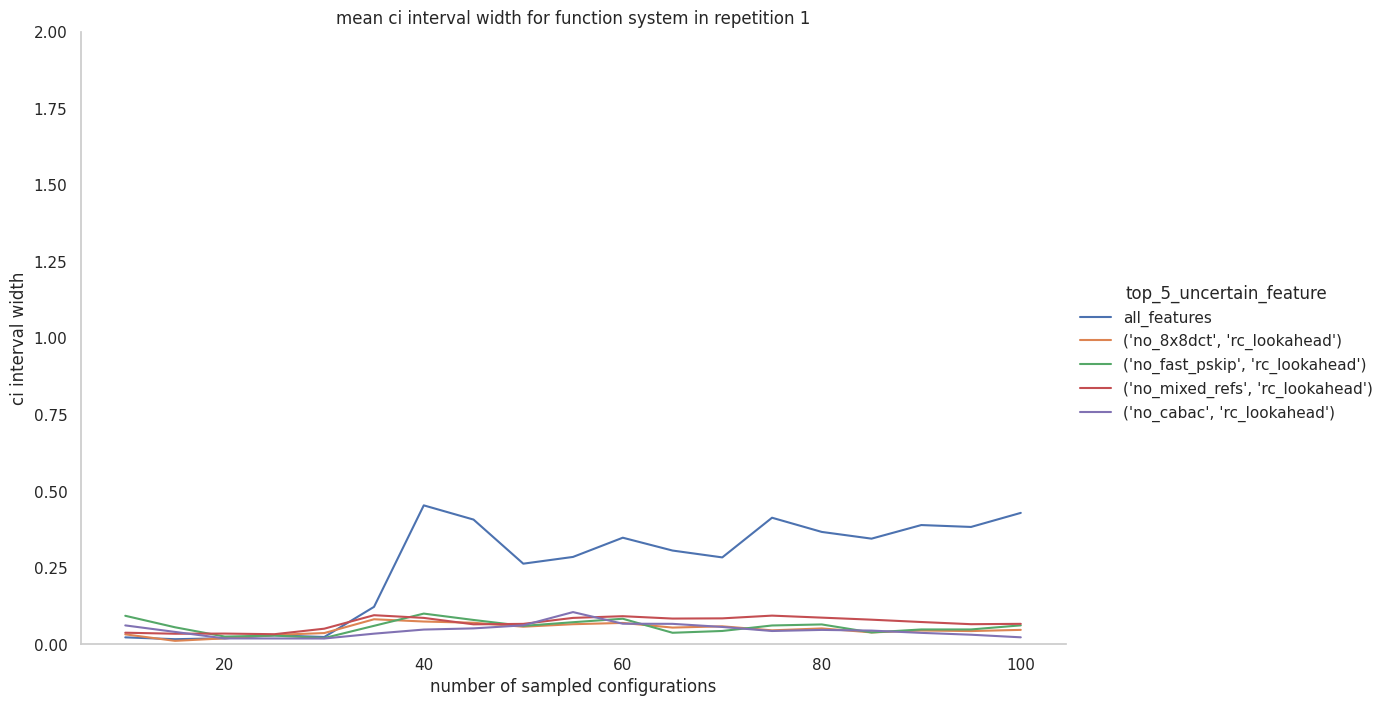 mean ci interval width for function system in repetition 1
2.00
1.75
1.50
1.25
1.00
0.75
0.50
0.25
0.00
ci interval width
20 40 60 80 100
number of sampled configurations
top_5_uncertain_feature
all_features
('no_8x8dct', 'rc_lookahead')
('no_fast_pskip', 'rc_lookahead')
('no_mixed_refs', 'rc_lookahead')
('no_cabac', 'rc_lookahead')